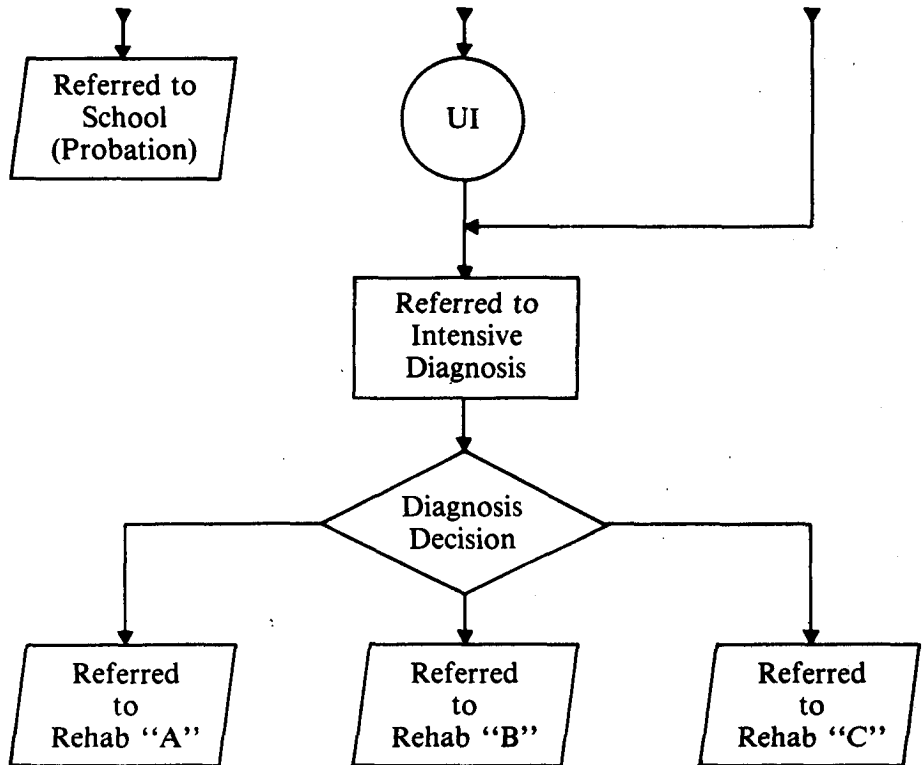 Referred to
School
(Probation)
UI
Referred to
Intensive
Diagnosis
Diagnosis
Decision
Referred
to
Rehab “A”
Referred
to
Rehab “B”
Referred
to
Rehab “C”